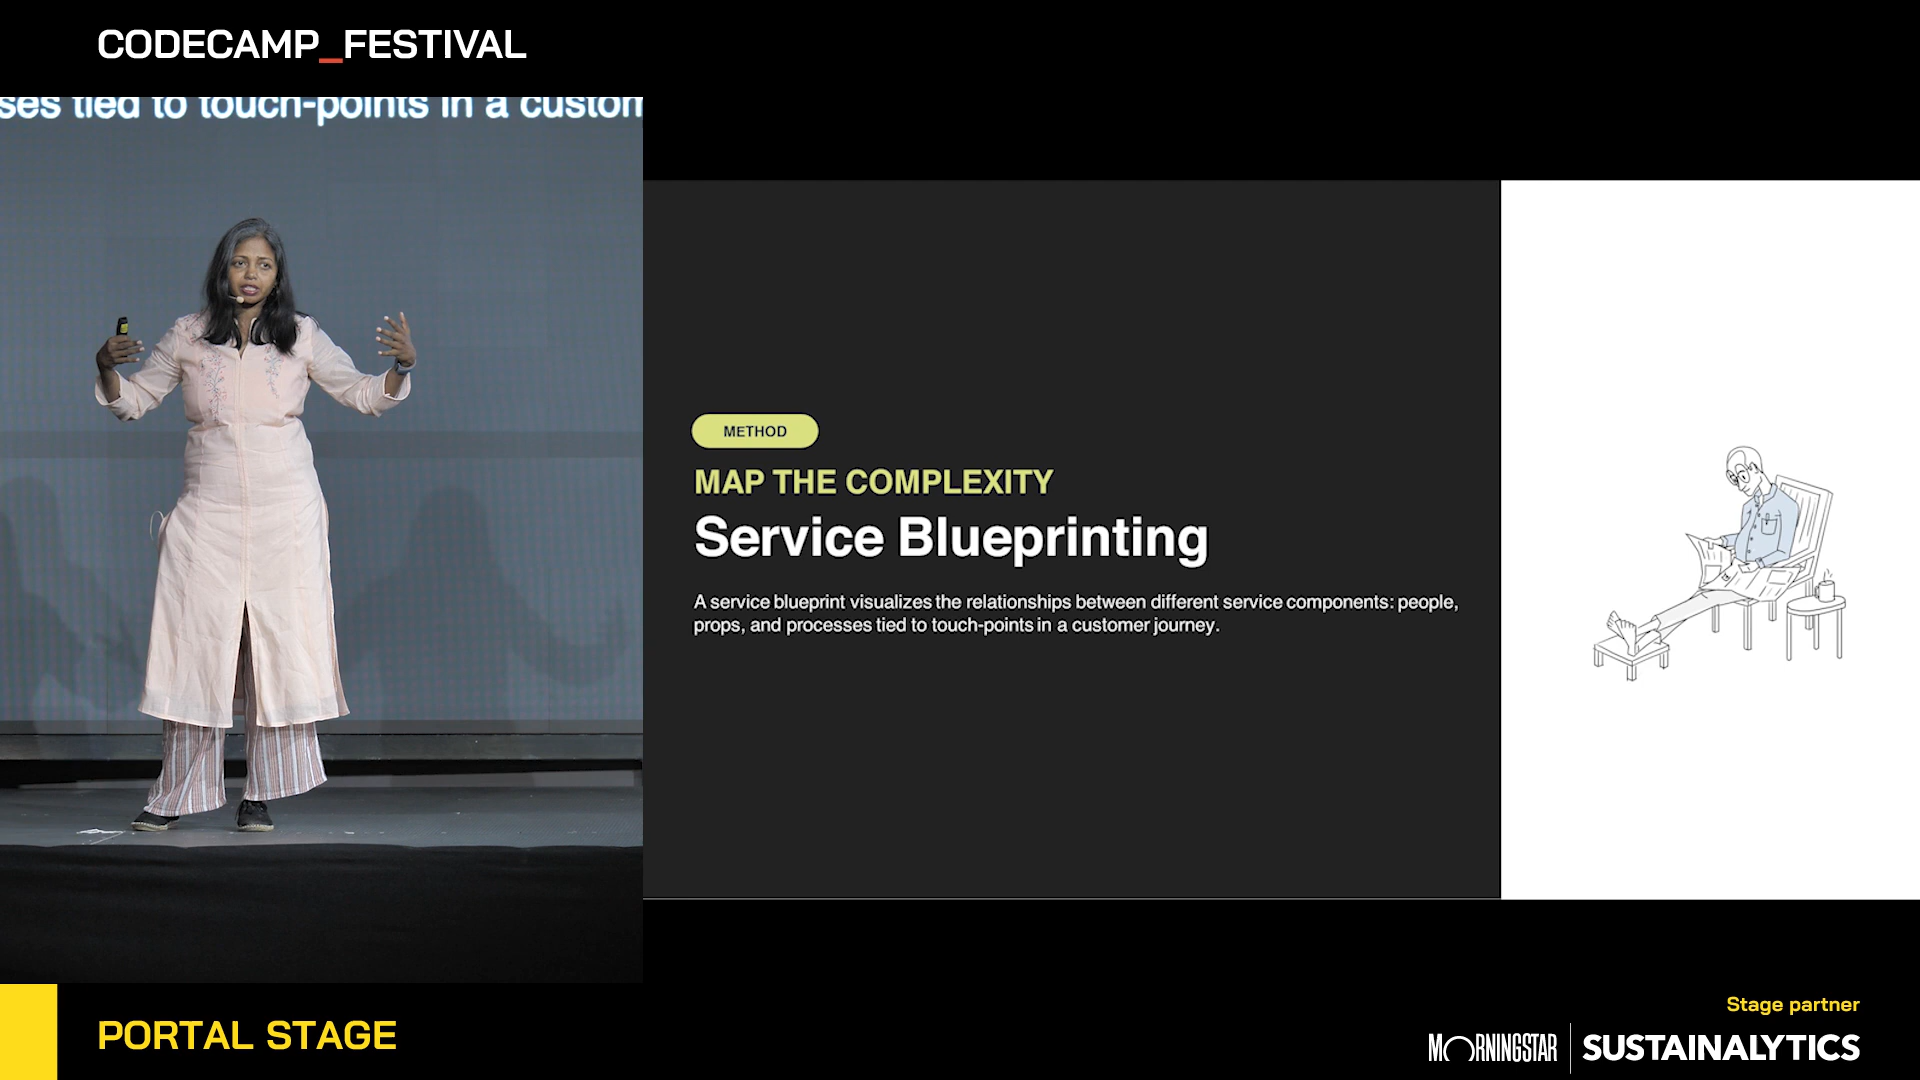 CODECAMP_FESTIVAL
ses tied to touch-points in a custom
METHOD
MAP THE COMPLEXITY
Service Blueprinting
A service blueprint visualizes the relationships between different service components: people,
props, and processes tied to touch-points in a customer journey.
PORTAL STAGE
Stage partner
MORNINGSTAR | SUSTAINALYTICS